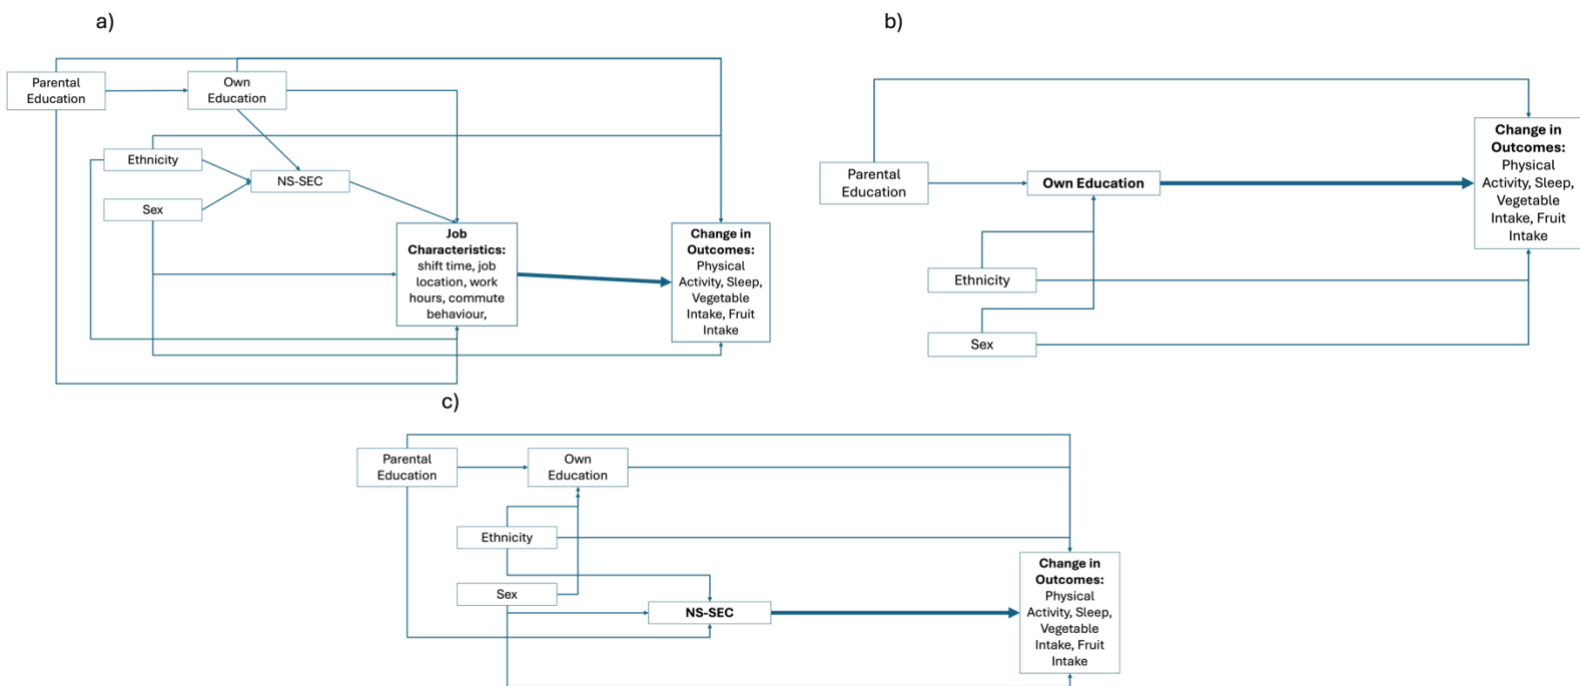 a)
Parental
Education
Own
Education
Ethnicity
NS-SEC
Sex
Job
Characteristics:
shift time, job
location, work
hours, commute
behaviour,
Change in
Outcomes:
Physical
Activity, Sleep,
Vegetable
Intake, Fruit
Intake
b)
Parental
Education
Own Education
Ethnicity
Sex
Change in
Outcomes:
Physical
Activity, Sleep,
Vegetable
Intake, Fruit
Intake
c)
Parental
Education
Own
Education
Ethnicity
Sex
NS-SEC
Change in
Outcomes:
Physical
Activity, Sleep,
Vegetable
Intake, Fruit
Intake